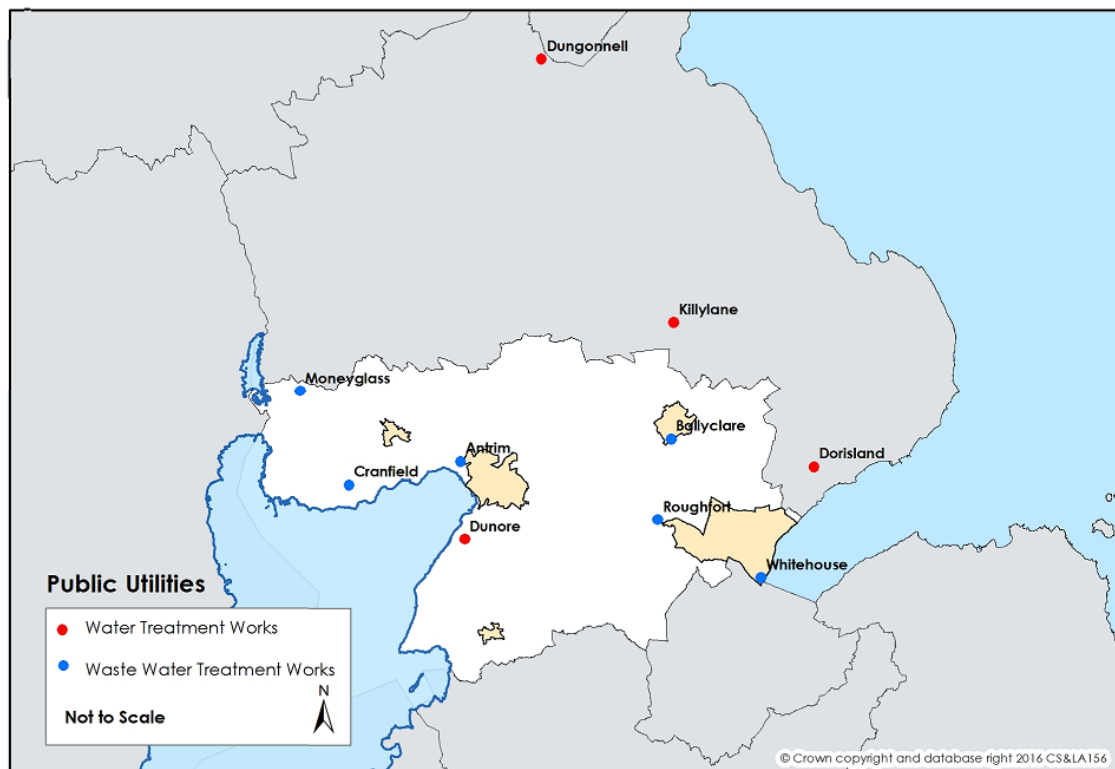 Dungonnell
Killylane
Moneyglass
Ballyclare
Antrim
Dorisland
Cranfield
Roughfort
Dunore
Whitehouse
Public Utilities
Water Treatment Works
Waste Water Treatment Works
N
Not to Scale
© Crown copyright and database right 2016 CS&LA156